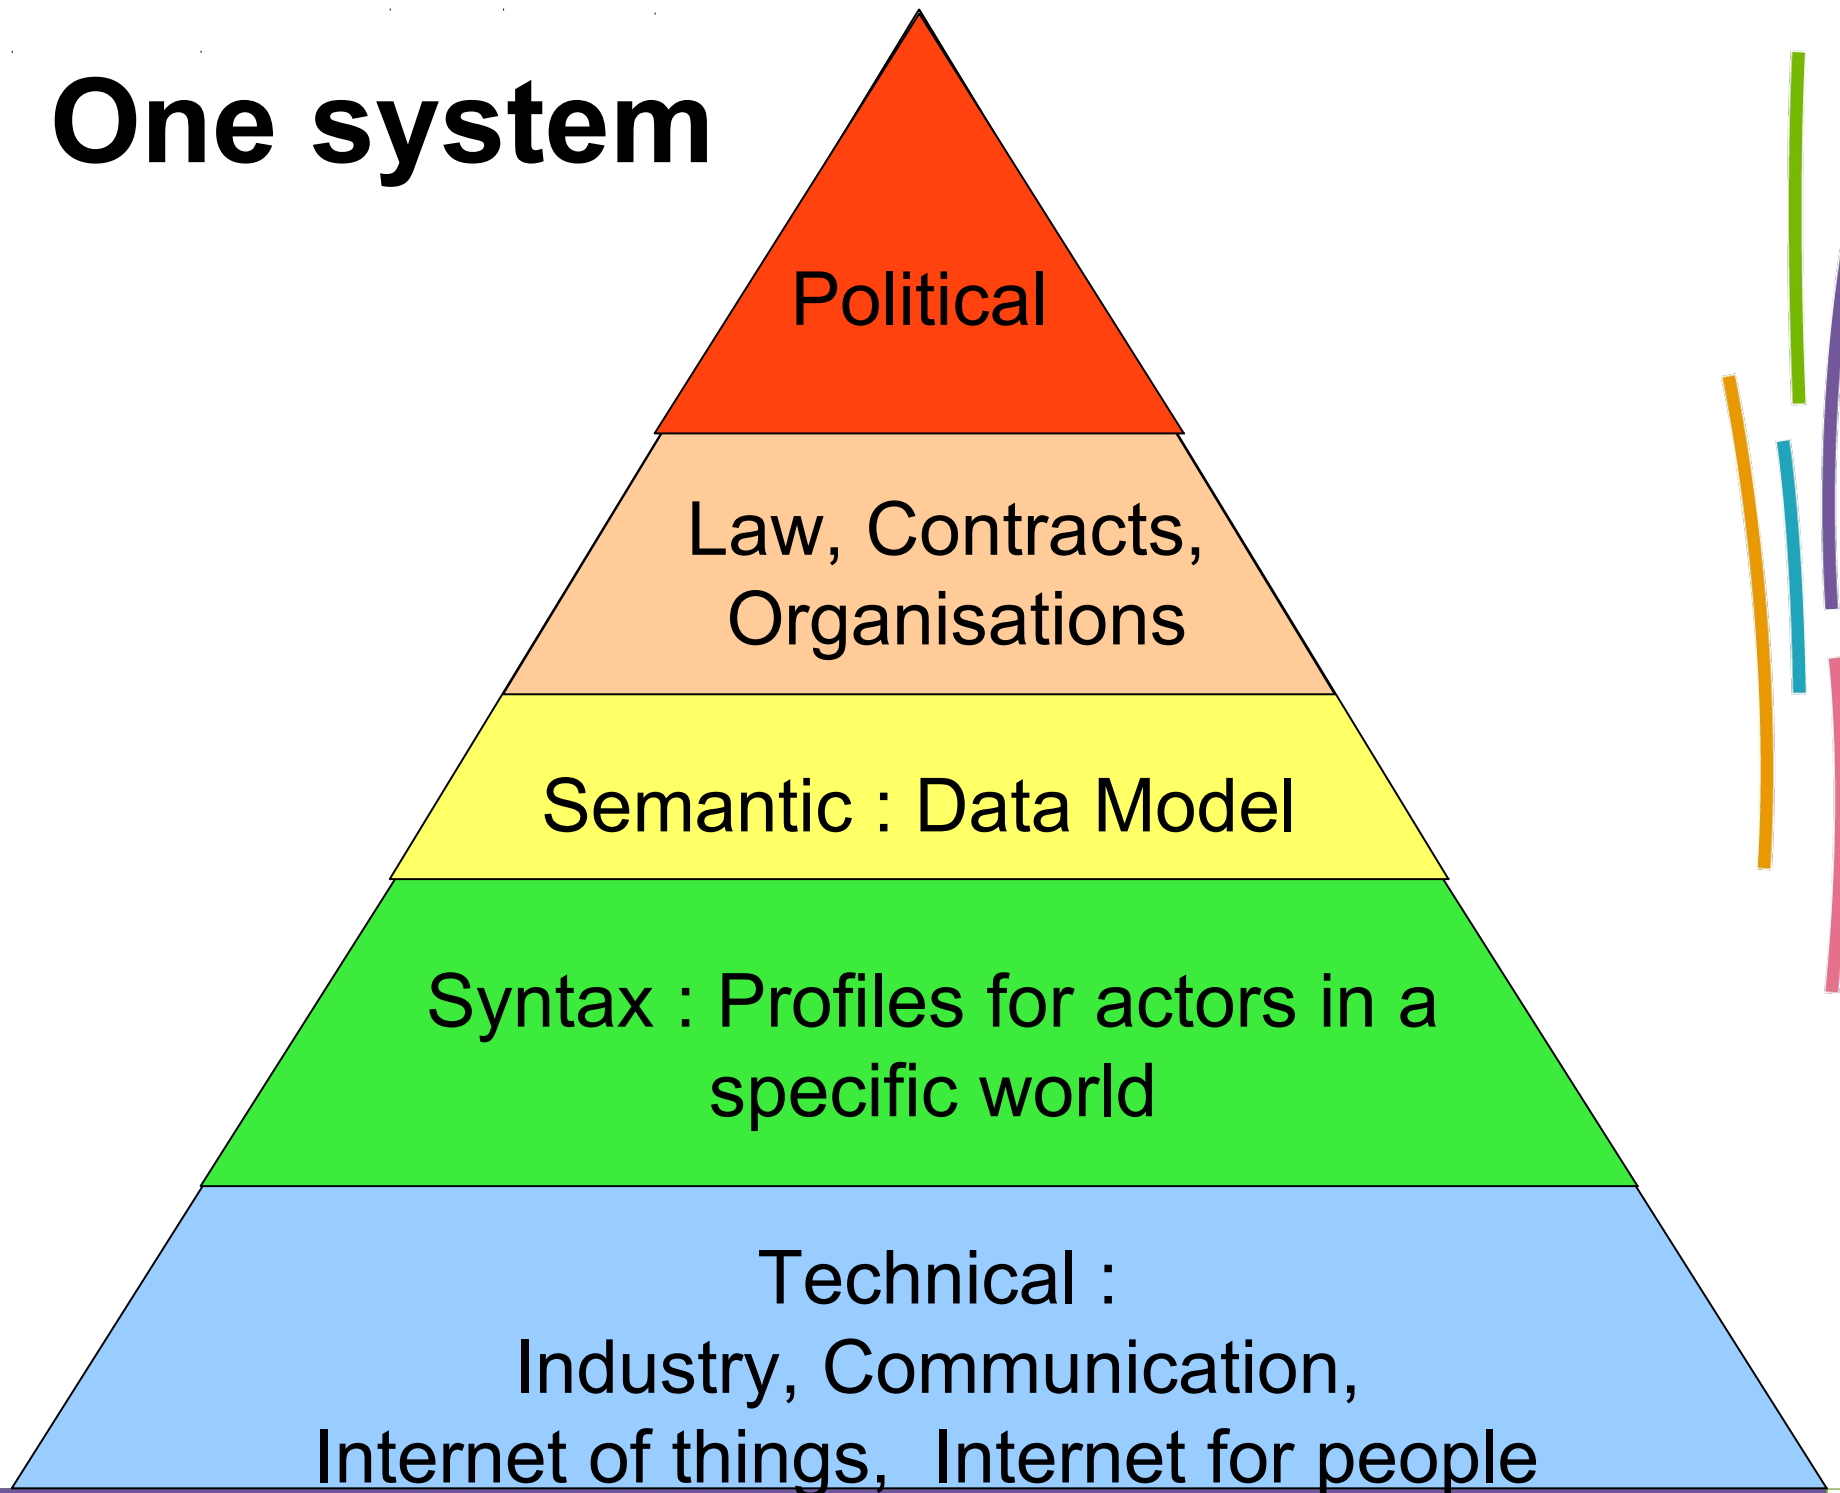 One system
Political
Law, Contracts,
Organisations
Semantic : Data Model
Syntax : Profiles for actors in a
specific world
Technical :
Industry, Communication,
Internet of things,  Internet for people